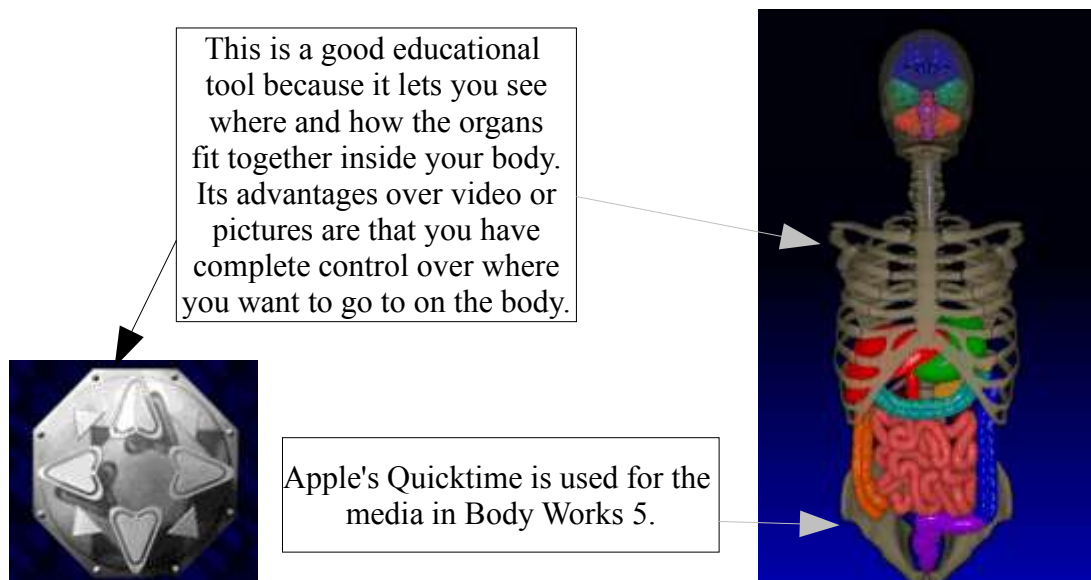 This is a good educational
tool because it lets you see
where and how the organs
fit together inside your body.
Its advantages over video or
pictures are that you have
complete control over where
you want to go to on the body.
Apple's Quicktime is used for the
media in Body Works 5.